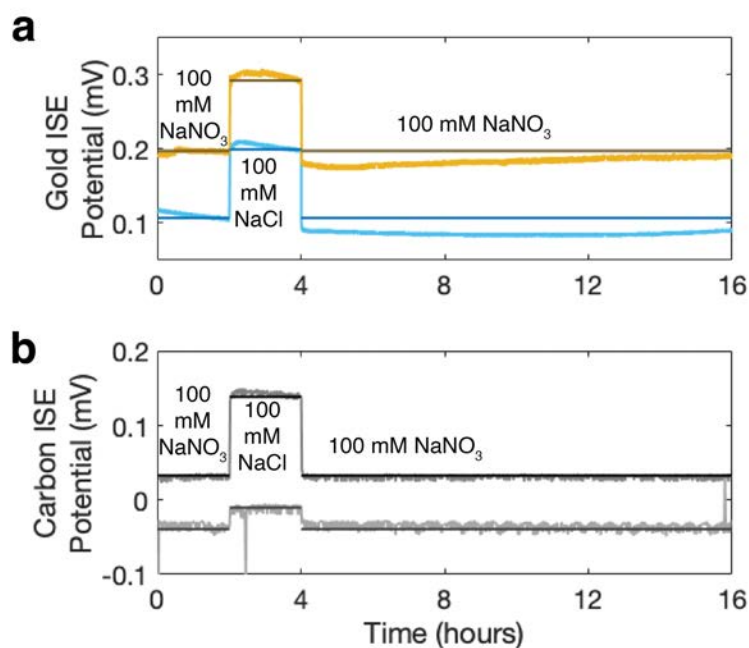 a
Gold ISE
Potential (mV)
0.3
0.2
0.1
100
mM
NaNO₃
100
mM
NaCl
100 mM NaNO₃
0
4
8
12
16
b
Carbon ISE
Potential (mV)
0.2
0.1
0
-0.1
100
mM
NaNO₃
100
mM
NaCl
100 mM NaNO₃
0
4
8
12
16
Time (hours)